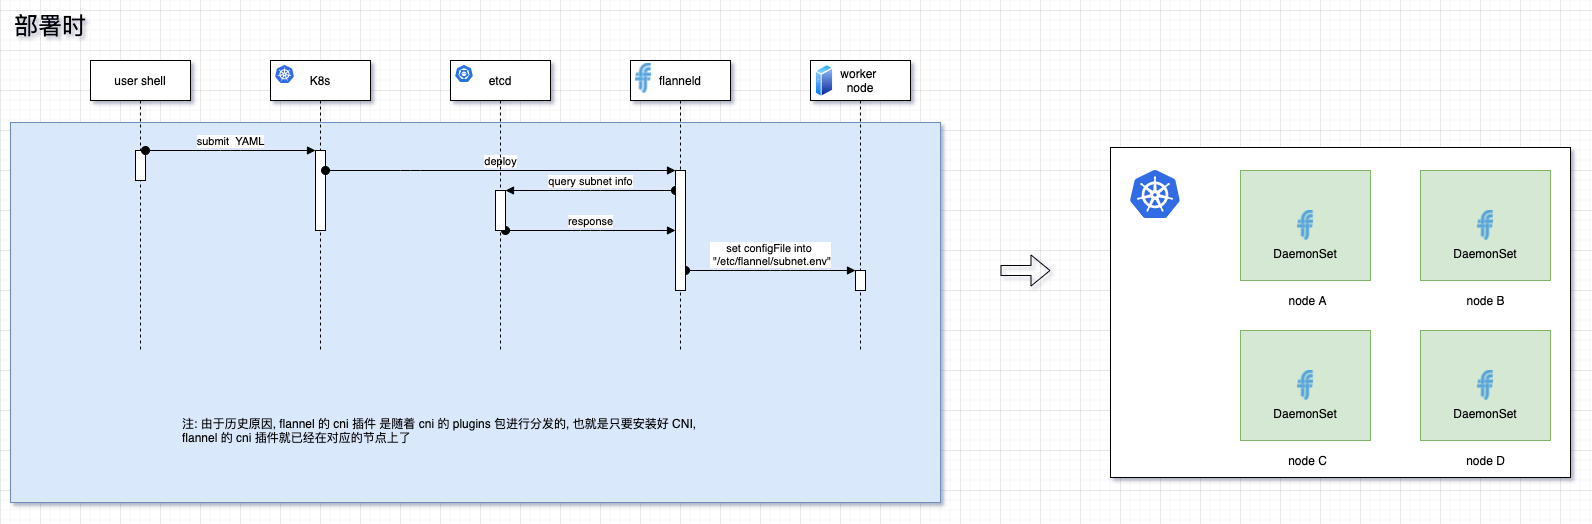 部署时
user shell
K8s
etcd
flanneld
worker
node
submit YAML
deploy
query subnet info
response
set configFile into
"/etc/flannel/subnet.env"
注: 由于历史原因, flannel 的 cni 插件 是随着 cni 的 plugins 包进行分发的, 也就是只要安装好 CNI,
flannel 的 cni 插件就已经在对应的节点上了
DaemonSet
DaemonSet
node A
node B
DaemonSet
DaemonSet
node C
node D